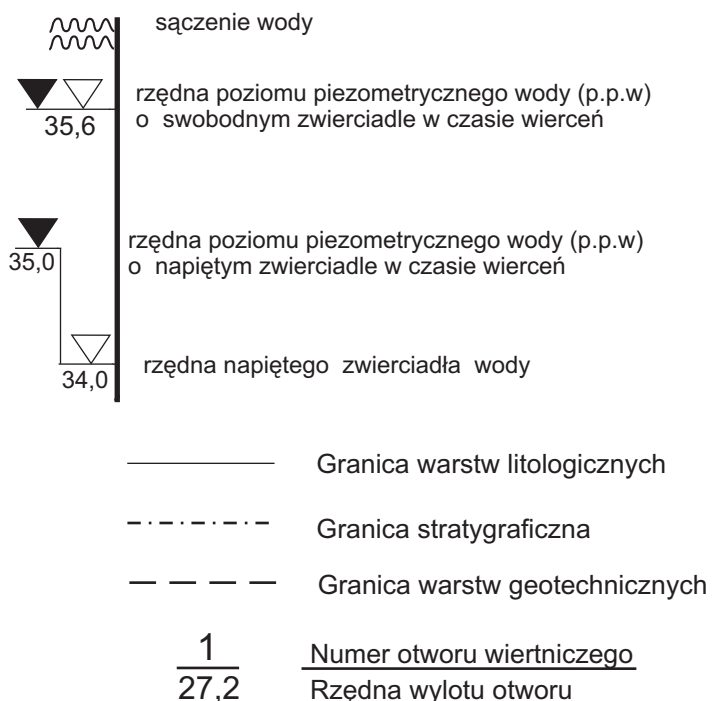 sączenie wody
rzędna poziomu piezometrycznego wody (p.p.w)
35,6 o swobodnym zwierciadle w czasie wierceń
rzędna poziomu piezometrycznego wody (p.p.w)
35,0 o napiętym zwierciadle w czasie wierceń
rzędna napiętego zwierciadła wody
34,0
Granica warstw litologicznych
Granica stratygraficzna
Granica warstw geotechnicznych
1 Numer otworu wiertniczego
27,2 Rzędna wylotu otworu